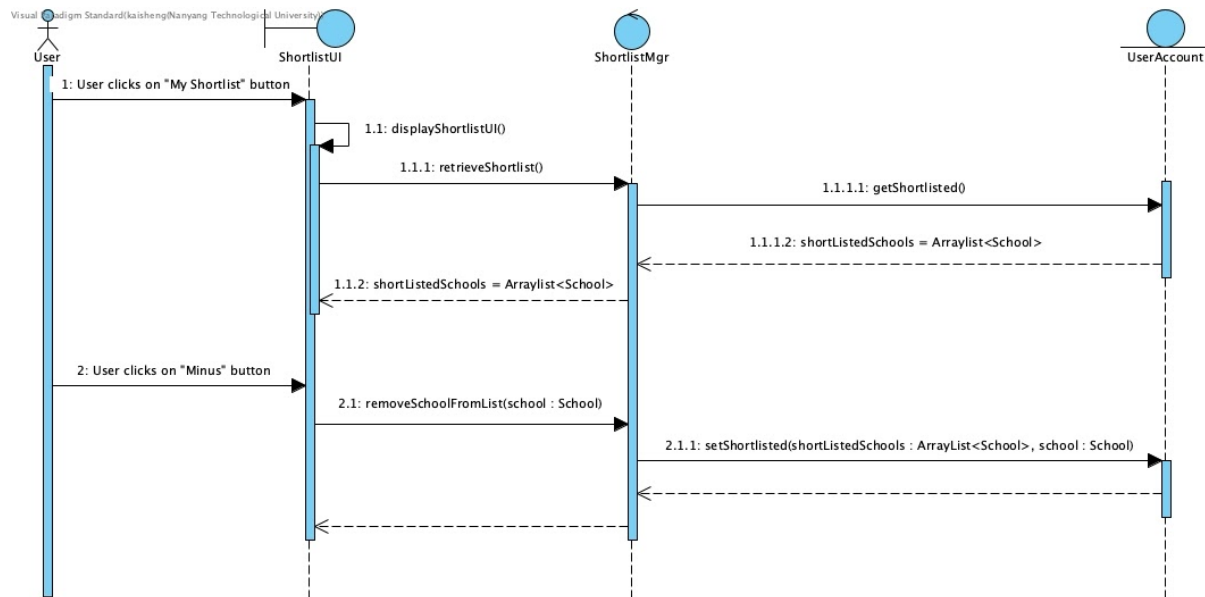 Visual Paradigm Standard(kaisheng(Nanyang Technological University))
User
ShortlistUI
ShortlistMgr
UserAccount
1: User clicks on "My Shortlist" button
1.1: displayShortlistUI()
1.1.1: retrieveShortlist()
1.1.1.1: getShortlisted()
1.1.1.2: shortListedSchools = Arraylist<School>
1.1.2: shortListedSchools = Arraylist<School>
2: User clicks on "Minus" button
2.1: removeSchoolFromList(school : School)
2.1.1: setShortlisted(shortListedSchools : ArrayList<School>, school : School)